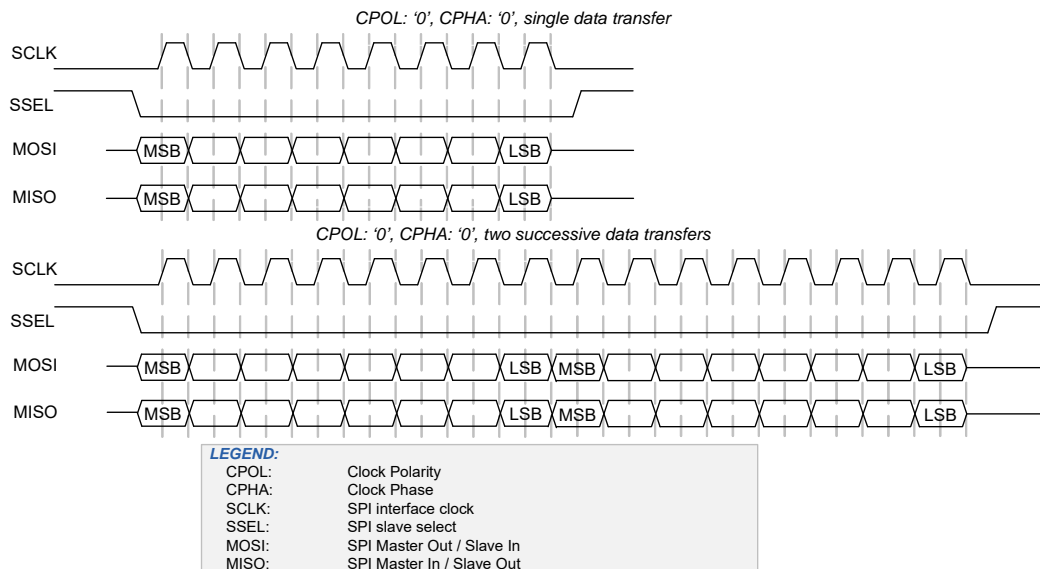 CPOL: ‘0’, CPHA: ‘0’, single data transfer
SCLK
SSEL
MOSI MSB LSB
MISO MSB LSB
CPOL: ‘0’, CPHA: ‘0’, two successive data transfers
SCLK
SSEL
MOSI MSB LSB MSB LSB
MISO MSB LSB MSB LSB
LEGEND:
CPOL: Clock Polarity
CPHA: Clock Phase
SCLK: SPI interface clock
SSEL: SPI slave select
MOSI: SPI Master Out / Slave In
MISO: SPI Master In / Slave Out